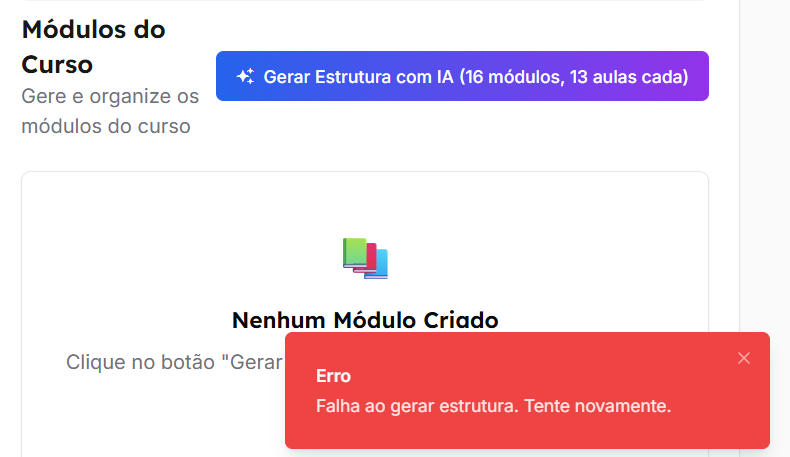 Módulos do
Curso
Gere e organize os
módulos do curso
Gerar Estrutura com IA (16 módulos, 13 aulas cada)
Nenhum Módulo Criado
Clique no botão "Gerar
Erro
Falha ao gerar estrutura. Tente novamente.